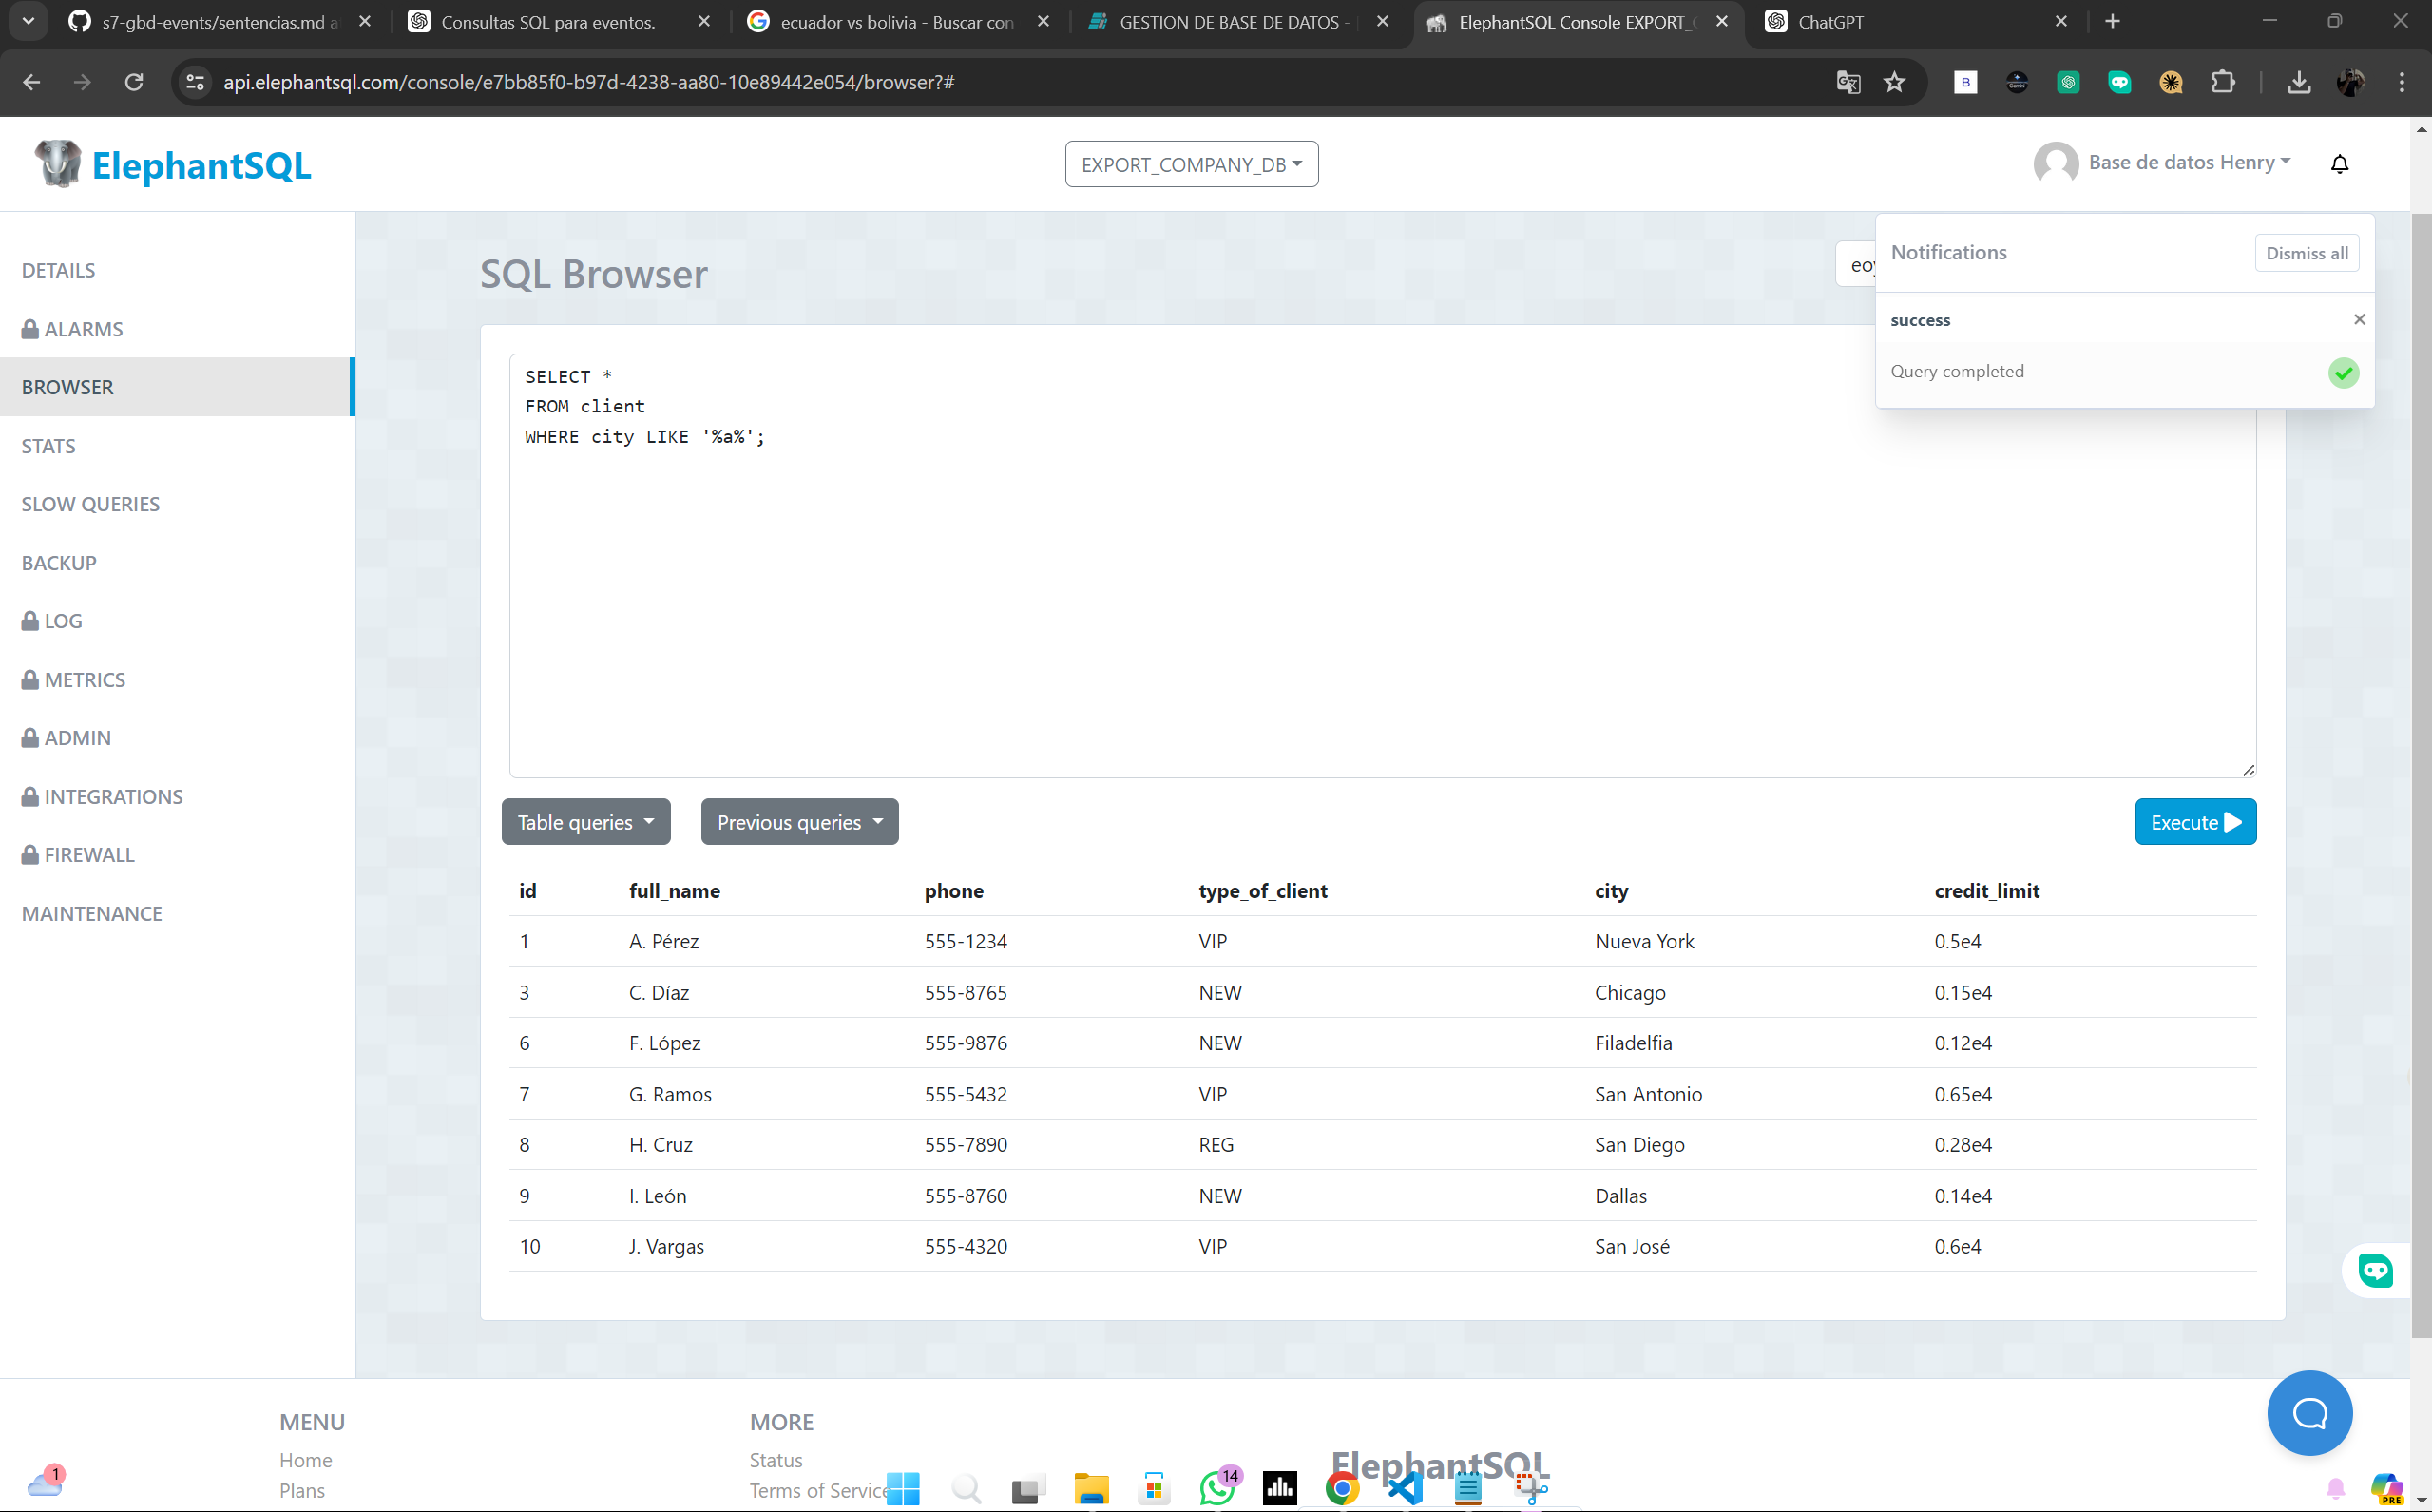 s7-gbd-events/sentencias.md a
Consultas SQL para eventos.
ecuador vs bolivia - Buscar con
GESTION DE BASE DE DATOS -
ElephantSQL Console EXPORT_
ChatGPT
api.elephantsql.com/console/e7bb85f0-b97d-4238-aa80-10e89442e054/browser?#
ElephantSQL
EXPORT_COMPANY_DB
Base de datos Henry
DETAILS
ALARMS
BROWSER
STATS
SLOW QUERIES
BACKUP
LOG
METRICS
ADMIN
INTEGRATIONS
FIREWALL
MAINTENANCE
SQL Browser
Notifications
Dismiss all
success
Query completed
SELECT *
FROM client
WHERE city LIKE '%a%';
Table queries
Previous queries
Execute
id full_name phone type_of_client city credit_limit
1 A. Pérez 555-1234 VIP Nueva York 0.5e4
3 C. Díaz 555-8765 NEW Chicago 0.15e4
6 F. López 555-9876 NEW Filadelfia 0.12e4
7 G. Ramos 555-5432 VIP San Antonio 0.65e4
8 H. Cruz 555-7890 REG San Diego 0.28e4
9 I. León 555-8760 NEW Dallas 0.14e4
10 J. Vargas 555-4320 VIP San José 0.6e4
MENU
Home
Plans
MORE
Status
Terms of Service
ElephantSQL
1
14
PRE